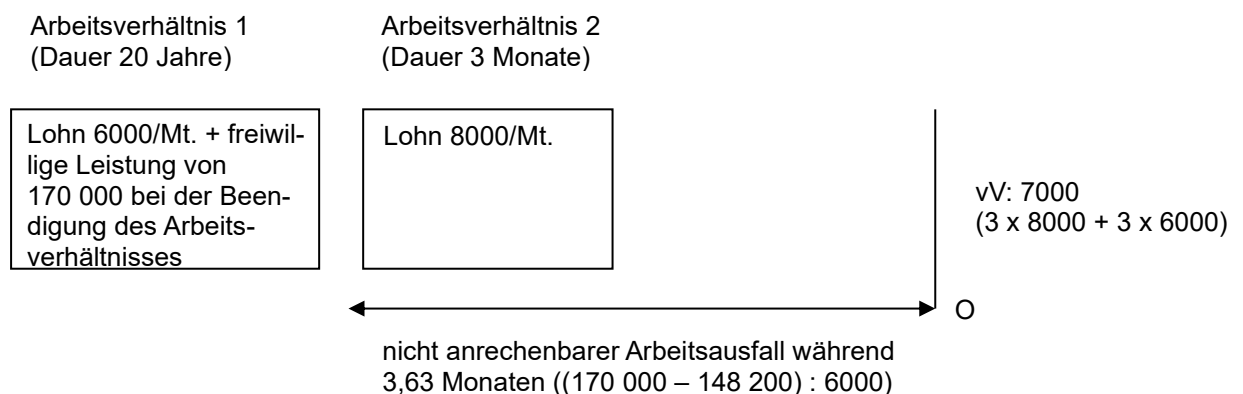 Arbeitsverhältnis 1
(Dauer 20 Jahre)
Arbeitsverhältnis 2
(Dauer 3 Monate)
Lohn 6000/Mt. + freiwil-
lige Leistung von
170 000 bei der Been-
digung des Arbeits-
verhältnisses
Lohn 8000/Mt.
vV: 7000
(3 x 8000 + 3 x 6000)
O
nicht anrechenbarer Arbeitsausfall während
3,63 Monaten ((170 000 – 148 200) : 6000)